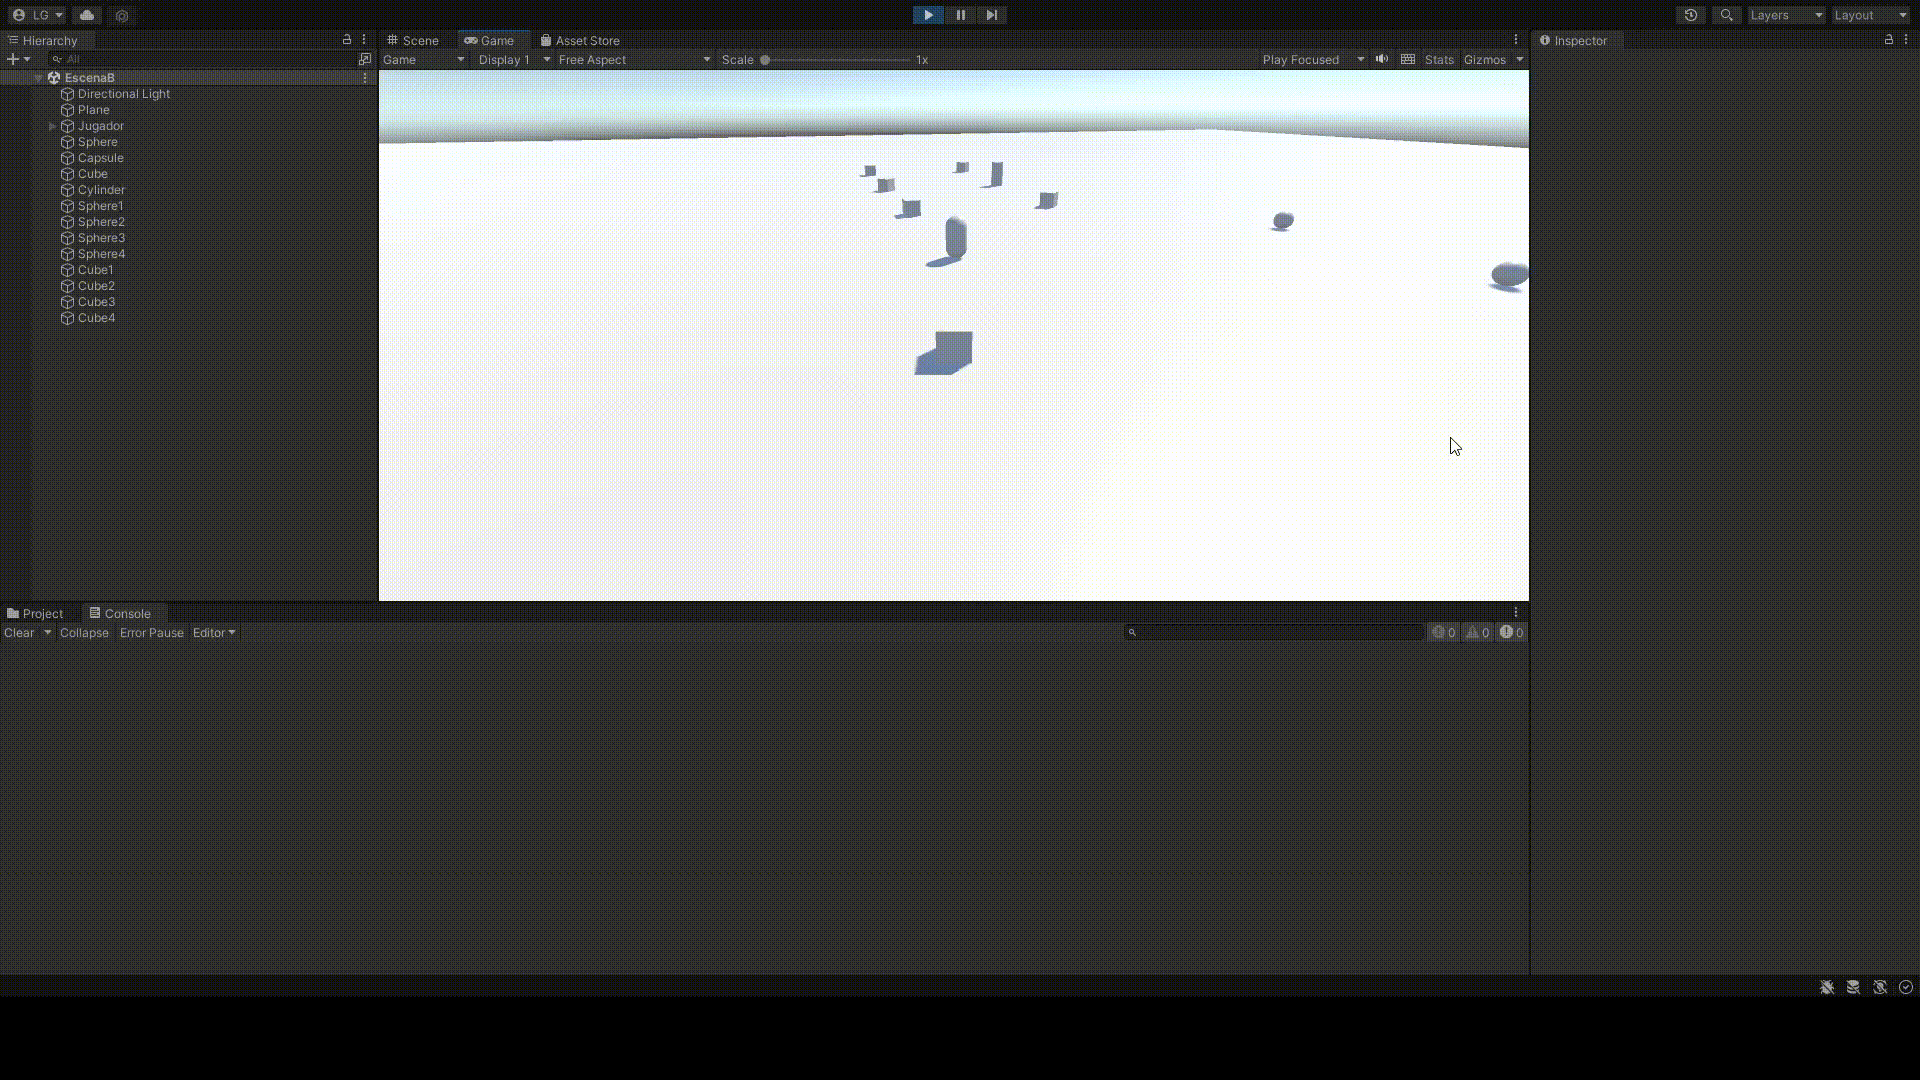 LG Layers Layout
Hierarchy Scene Game Asset Store Inspector
All Game Display 1 Free Aspect Scale 1x Play Focused Stats Gizmos
EscenaB
Directional Light
Plane
Jugador
Sphere
Capsule
Cube
Cylinder
Sphere1
Sphere2
Sphere3
Sphere4
Cube1
Cube2
Cube3
Cube4
Project Console
Clear Collapse Error Pause Editor 0 0 0